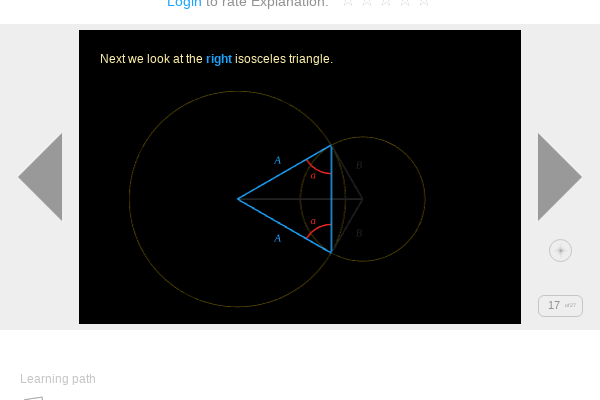 Login to rate Explanation.
Next we look at the right isosceles triangle.
A
B
a
a
A
B
17 of 27
Learning path